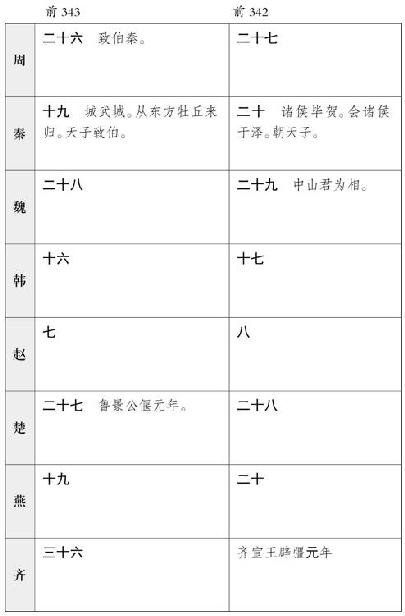 前 343 前 342
周 二十六 致伯秦。 二十七
秦 十九 城武城。从东方牡丘来 二十 诸侯毕贺。会诸侯
归。天子致伯。 于泽。朝天子。
魏 二十八 二十九 中山君为相。
韩 十六 十七
赵 七 八
楚 二十七 鲁景公偃元年。 二十八
燕 十九 二十
齐 三十六 齐宣王辟彊元年